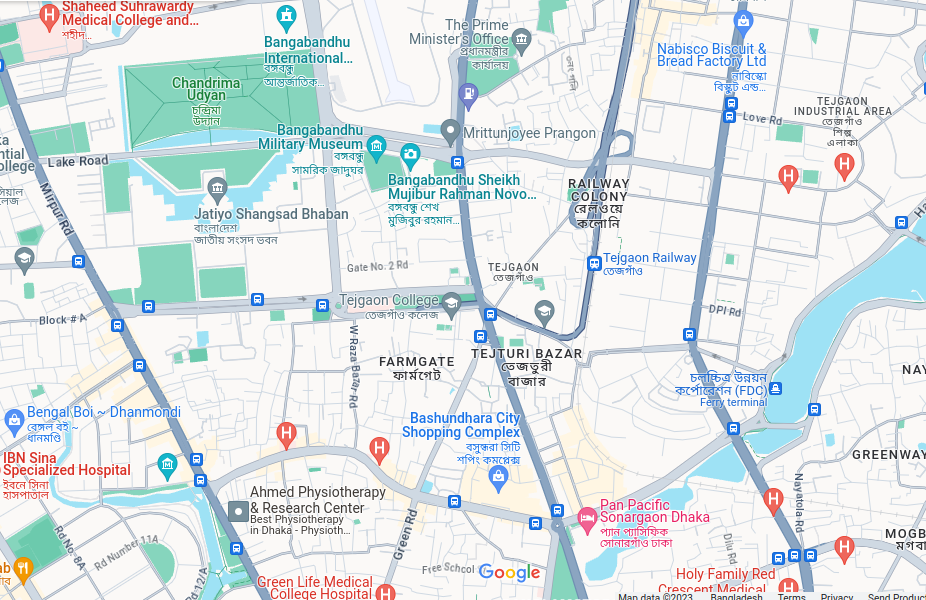 Shaheed Suhrawardy
Medical College and...
শহীদ...
Bangabandhu
International...
বঙ্গবন্ধু
আন্তর্জাতিক...
The Prime
Minister's Office
প্রধানমন্ত্রীর
কার্যালয়
Nabisco Biscuit &
Bread Factory Ltd
নাবিস্কো
বিস্কুট এন্ড...
Chandrima
Udyan
চন্দ্রিমা
উদ্যান
TEJGAON
INDUSTRIAL AREA
তেজগাঁও
শিল্প
এলাকা
Love Rd
Bangabandhu
Military Museum
বঙ্গবন্ধু
সামরিক জাদুঘর
Mrittunjoyee Prangon
Lake Road
 College
Mirpur Rd
Bangabandhu Sheikh
Mujibur Rahman Novo...
বঙ্গবন্ধু শেখ
মুজিবুর রহমান...
RAILWAY
COLONY
রেলওয়ে
কলোনি
Jatiyo Shangsad Bhaban
বাংলাদেশ
জাতীয় সংসদ ভবন
Gate No. 2 Rd
TEJGAON
তেজগাঁও
Tejgaon Railway
তেজগাঁও
Tejgaon College
তেজগাঁও কলেজ
DPI Rd
Block # A
W Raza Bazar Rd
FARMGATE
ফার্মগেট
TEJTURI BAZAR
তেজতুরী
বাজার
চলচ্চিত্র উন্নয়ন
কর্পোরেশন (FDC)
Ferry terminal
Bengal Boi ~ Dhanmondi
বেঙ্গল বই ~
ধানমণ্ডি
Bashundhara City
Shopping Complex
বসুন্ধরা সিটি
শপিং কমপ্লেক্স
IBN Sina
Specialized Hospital
ইবনে সিনা
হাসপাতাল
GREENWAY
Ahmed Physiotherapy
& Research Center
Best Physiotherapy
in Dhaka - Physioth...
Green Rd
Nayatola Rd
Pan Pacific
Sonargaon Dhaka
প্যান প্যাসিফিক
সোনারগাঁও ঢাকা
Dilu Rd
MOGB
মগবা
Rd No. 8A
Rd Number 11A
Rd 12/A
Free School
Google
Green Life Medical
College Hospital
Holy Family Red
Crescent Medical
Map data ©2023
Bangladesh
Terms
Privacy
Send Product